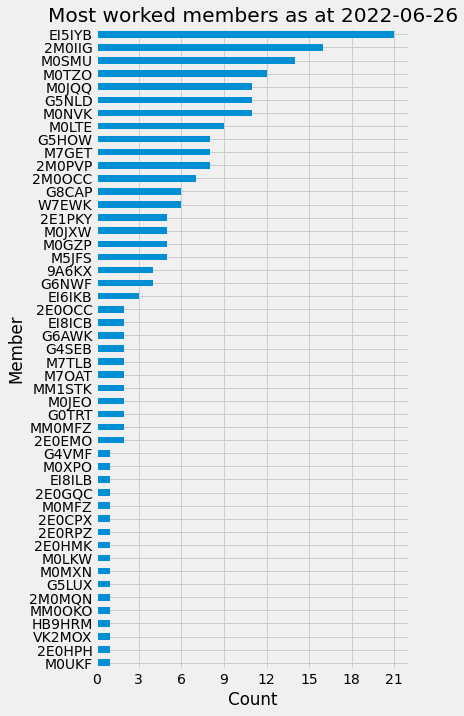 Most worked members as at 2022-06-26
EI5IYB
2M0IIG
M0SMU
M0TZO
M0JQQ
G5NLD
M0NVK
M0LTE
G5HOW
M7GET
2M0PVP
2M0OCC
G8CAP
W7EWK
2E1PKY
M0JXW
M0GZP
M5JFS
9A6KX
G6NWF
EI6IKB
2E0OCC
EI8ICB
G6AWK
G4SEB
M7TLB
M7OAT
MM1STK
M0JEO
G0TRT
MM0MFZ
2E0EMO
G4VMF
M0XPO
EI8ILB
2E0GQC
M0MFZ
2E0CPX
2E0RPZ
2E0HMK
M0LKW
M0MXN
G5LUX
2M0MQN
MM0OKO
HB9HRM
VK2MOX
2E0HPH
M0UKF
Member
0 3 6 9 12 15 18 21
Count